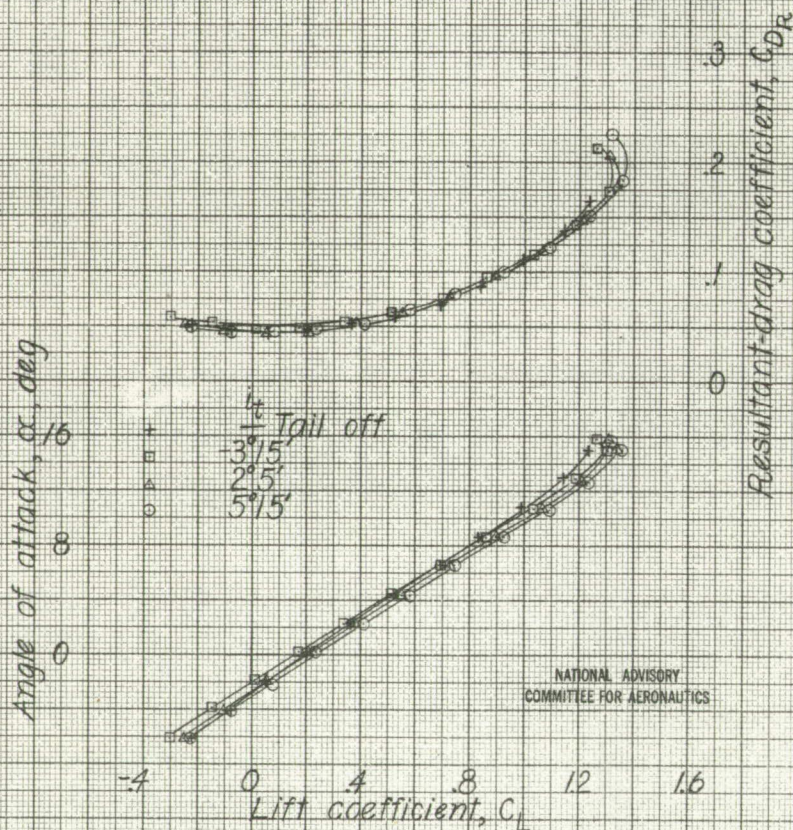 Resultant-drag coefficient, C_DR
.3
.2
.1
0
i_t
+ Tail off
-3°15'
2°5'
5°15'
Angle of attack, α, deg
16
8
0
NATIONAL ADVISORY
COMMITTEE FOR AERONAUTICS
-.4 0 .4 .8 1.2 1.6
Lift coefficient, C_L